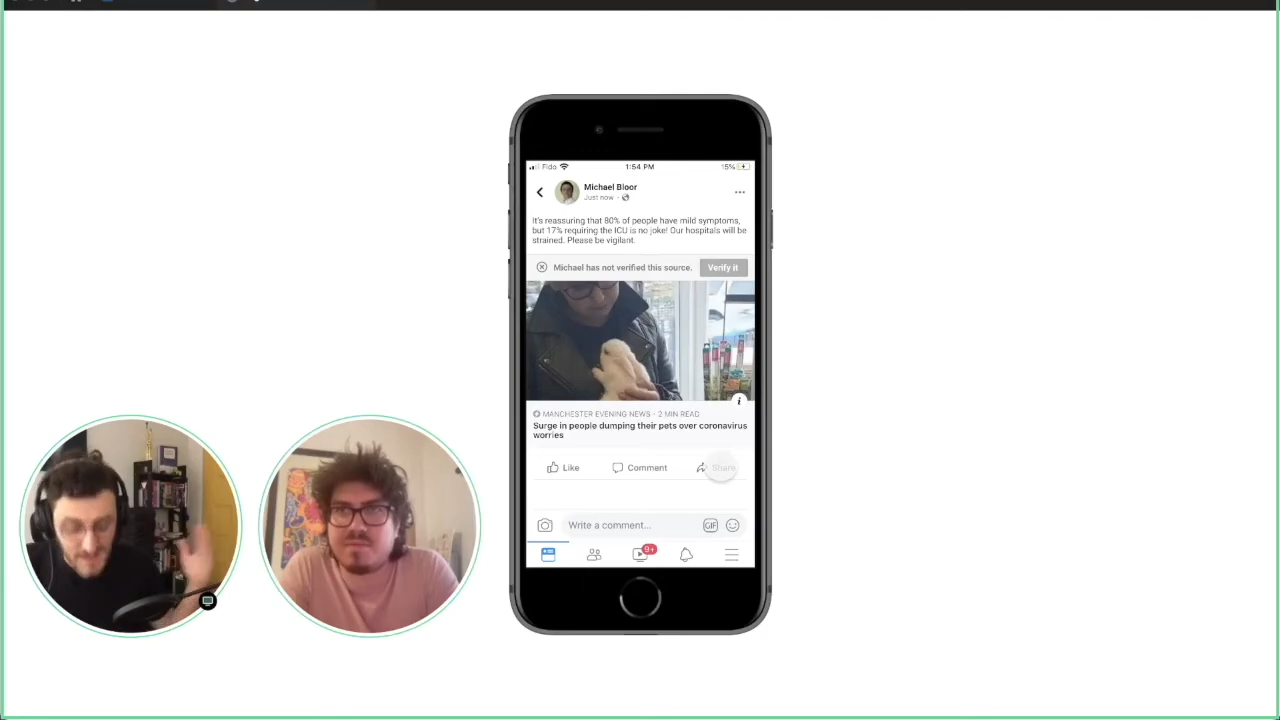 Fido
1:54 PM
15%
Michael Bloor
Just now ·
It's reassuring that 80% of people have mild symptoms,
but 17% requiring the ICU is no joke! Our hospitals will be
strained. Please be vigilant.
Michael has not verified this source.
Verify it
i
MANCHESTER EVENING NEWS - 2 MIN READ
Surge in people dumping their pets over coronavirus
worries
Like
Comment
Share
Write a comment...
GIF
9+